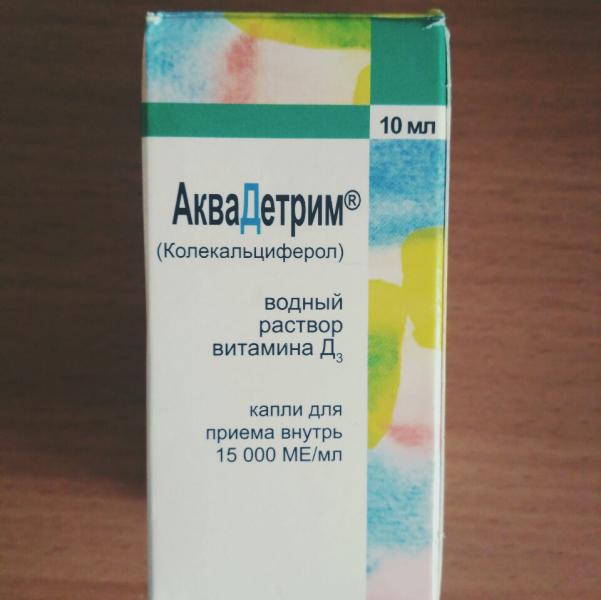 10 мл
АкваДетрим®
(Колекальциферол)
водный
раствор
витамина Д₃
капли для
приема внутрь
15 000 МЕ/мл